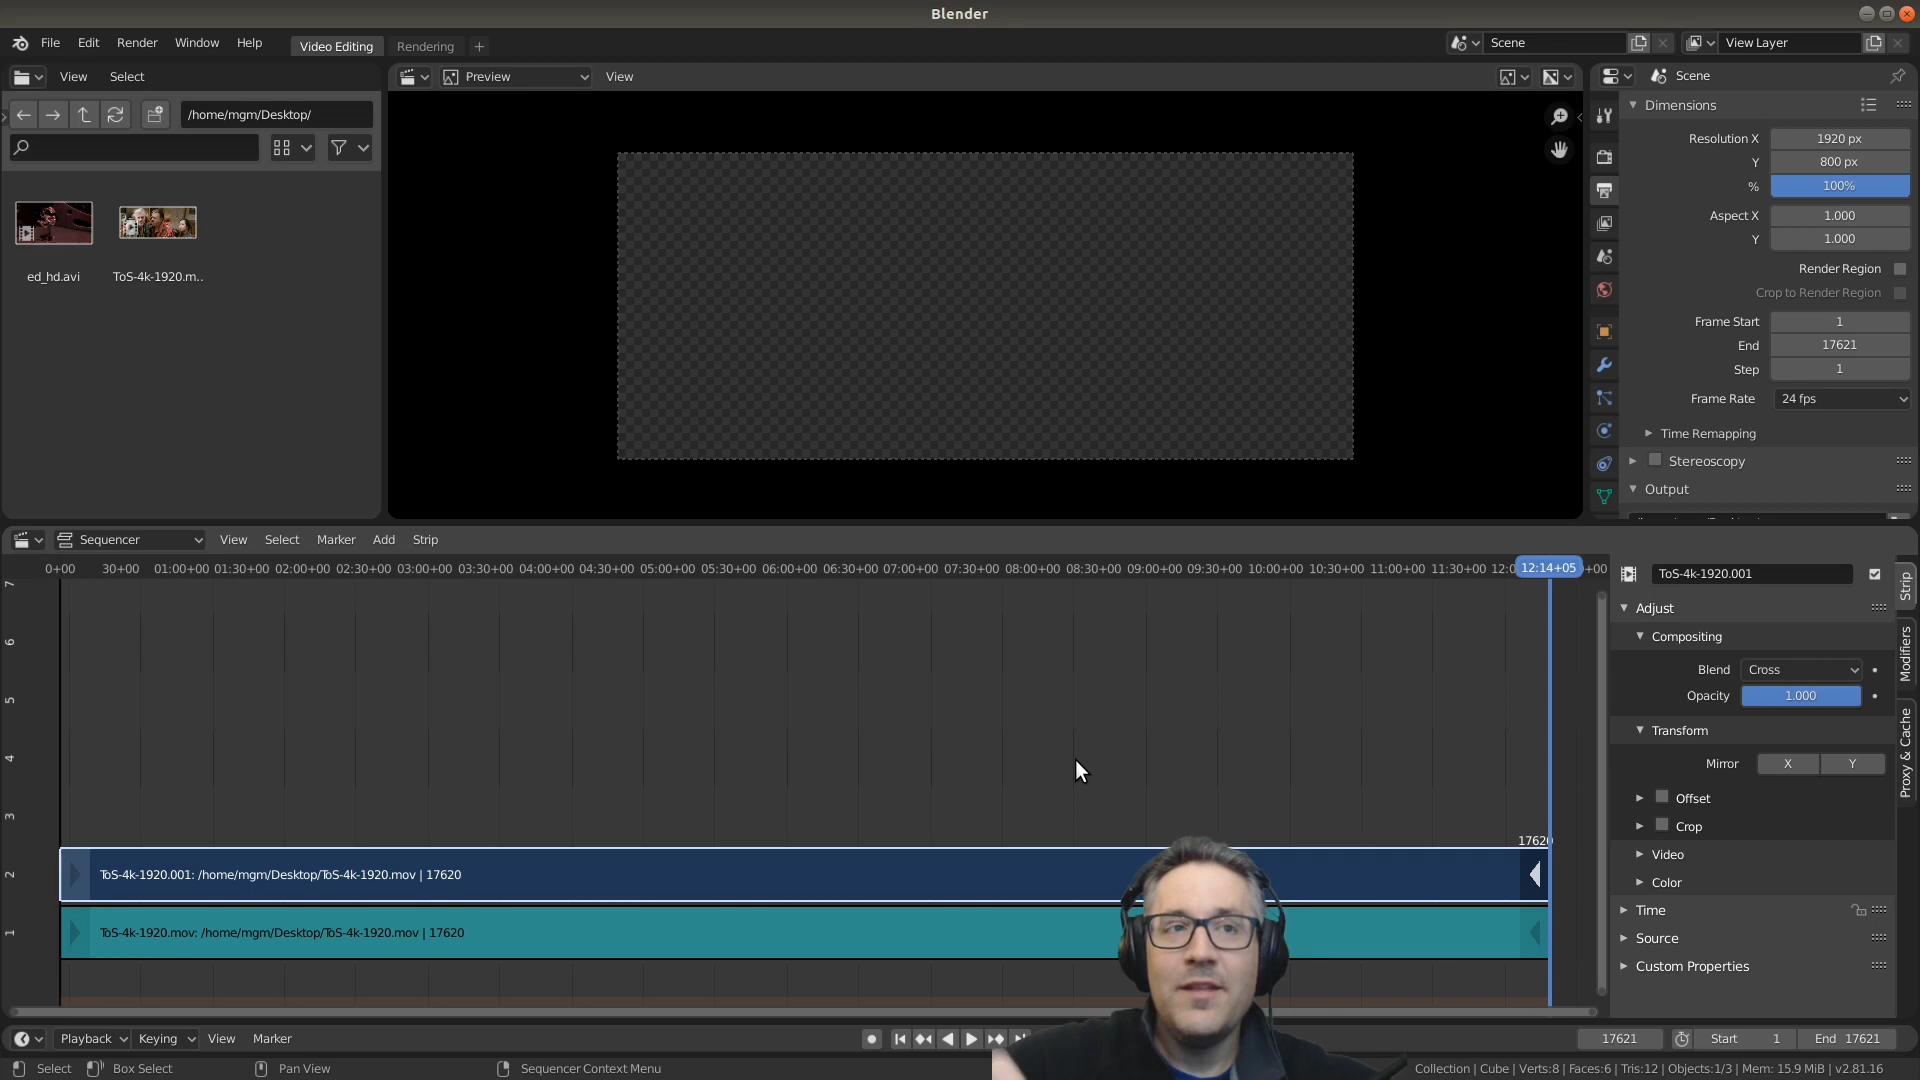 Blender
File Edit Render Window Help
Video Editing Rendering +
Scene
View Layer
View Select
Preview View
Scene
/home/mgm/Desktop/
ed_hd.avi ToS-4k-1920.m..
Dimensions
Resolution X 1920 px
Y 800 px
% 100%
Aspect X 1.000
Y 1.000
Render Region
Crop to Render Region
Frame Start 1
End 17621
Step 1
Frame Rate 24 fps
Time Remapping
Stereoscopy
Output
Sequencer View Select Marker Add Strip
0+00 30+00 01:00+00 01:30+00 02:00+00 02:30+00 03:00+00 03:30+00 04:00+00 04:30+00 05:00+00 05:30+00 06:00+00 06:30+00 07:00+00 07:30+00 08:00+00 08:30+00 09:00+00 09:30+00 10:00+00 10:30+00 11:00+00 11:30+00 12:0 12:14+05 +00
7
6
5
4
3
17620
2 ToS-4k-1920.001: /home/mgm/Desktop/ToS-4k-1920.mov | 17620
1 ToS-4k-1920.mov: /home/mgm/Desktop/ToS-4k-1920.mov | 17620
ToS-4k-1920.001
Adjust
Compositing
Blend Cross
Opacity 1.000
Transform
Mirror X Y
Offset
Crop
Video
Color
Time
Source
Custom Properties
Strip
Modifiers
Proxy & Cache
Playback Keying View Marker
17621 Start 1 End 17621
Select Box Select Pan View Sequencer Context Menu
Collection | Cube | Verts:8 | Faces:6 | Tris:12 | Objects:1/3 | Mem: 15.9 MiB | v2.81.16